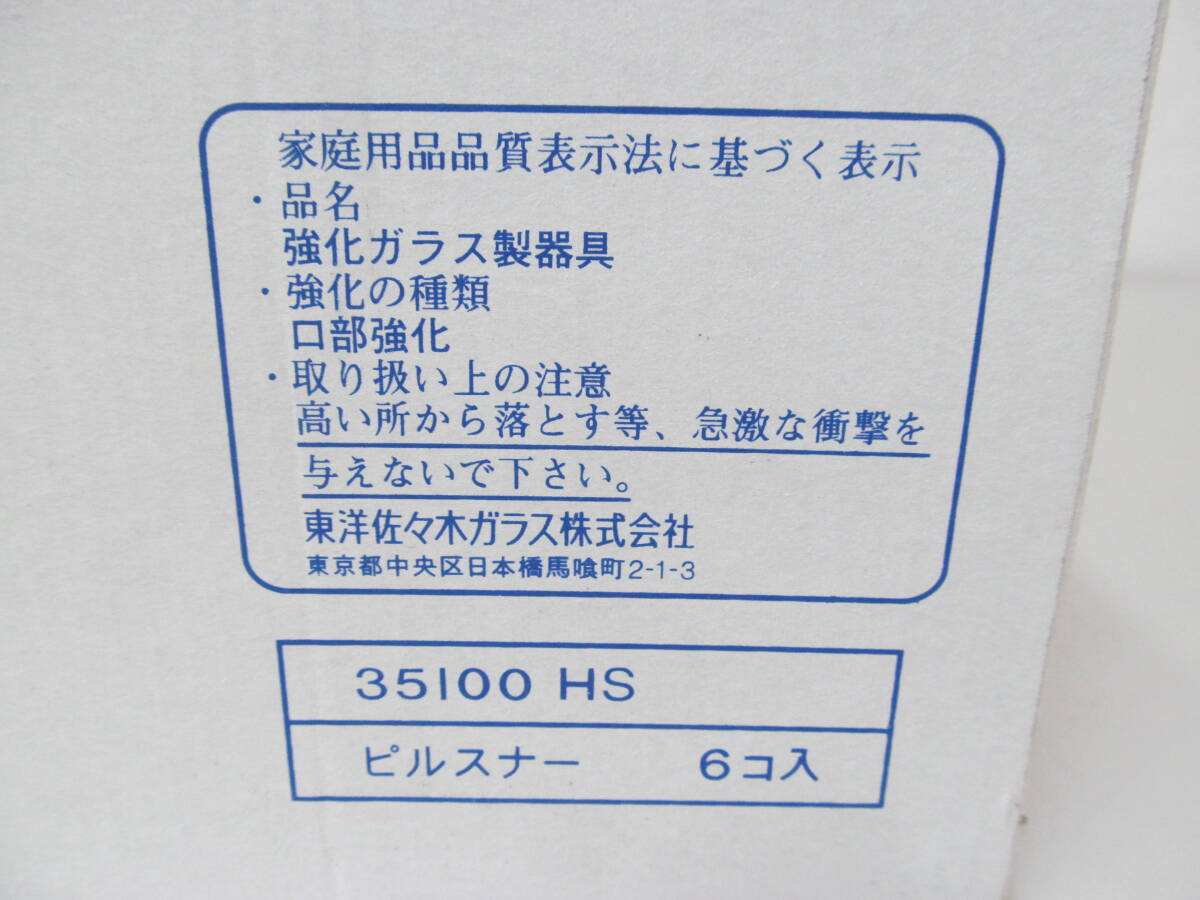 家庭用品品質表示法に基づく表示
・品名
強化ガラス製器具
・強化の種類
口部強化
・取り扱い上の注意
高い所から落とす等、急激な衝撃を
与えないで下さい。
東洋佐々木ガラス株式会社
東京都中央区日本橋馬喰町2-1-3
35100 HS
ピルスナー 6コ入